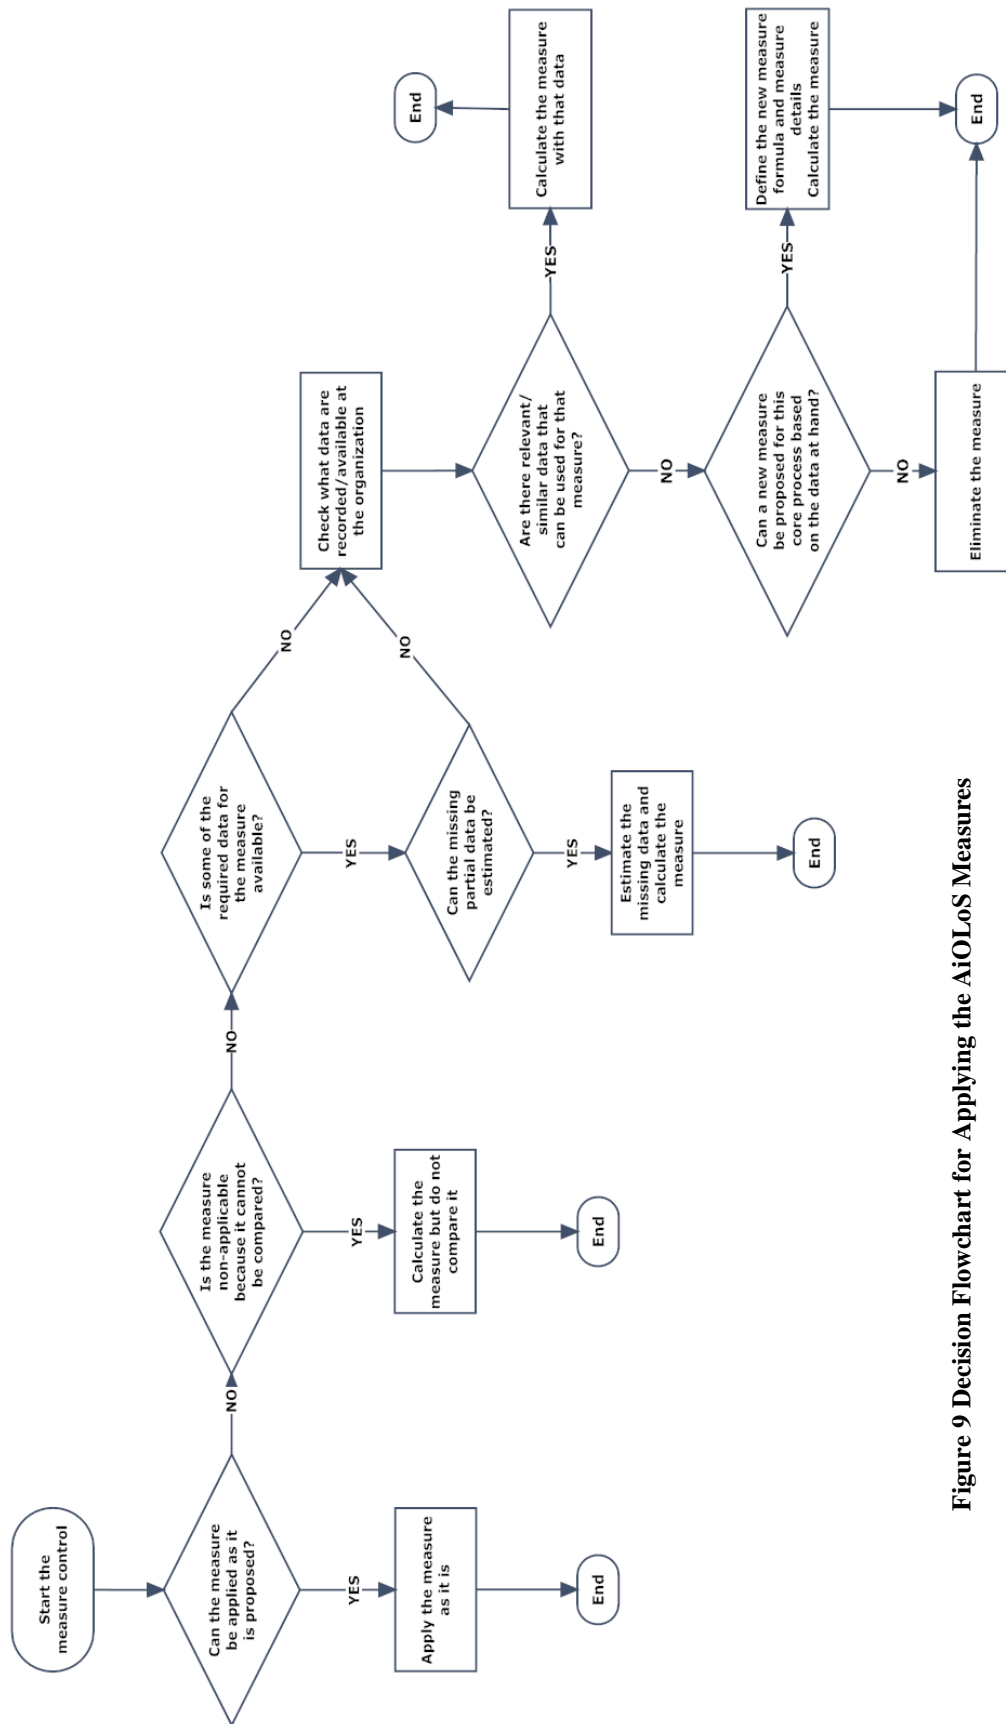 Start the
measure control
Can the measure
be applied as it
is proposed?
YES
Apply the measure
as it is
End
NO
Is the measure
non-applicable
because it cannot
be compared?
YES
Calculate the
measure but do not
compare it
End
NO
Is some of the
required data for
the measure
available?
YES
Can the missing
partial data be
estimated?
YES
Estimate the
missing data and
calculate the
measure
End
NO
NO
Check what data are
recorded/available at
the organization
Are there relevant/
similar data that
can be used for that
measure?
YES
Calculate the measure
with that data
End
NO
Can a new measure
be proposed for this
core process based
on the data at hand?
YES
Define the new measure
formula and measure
details
Calculate the measure
NO
Eliminate the measure
End
Figure 9 Decision Flowchart for Applying the AiOLoS Measures